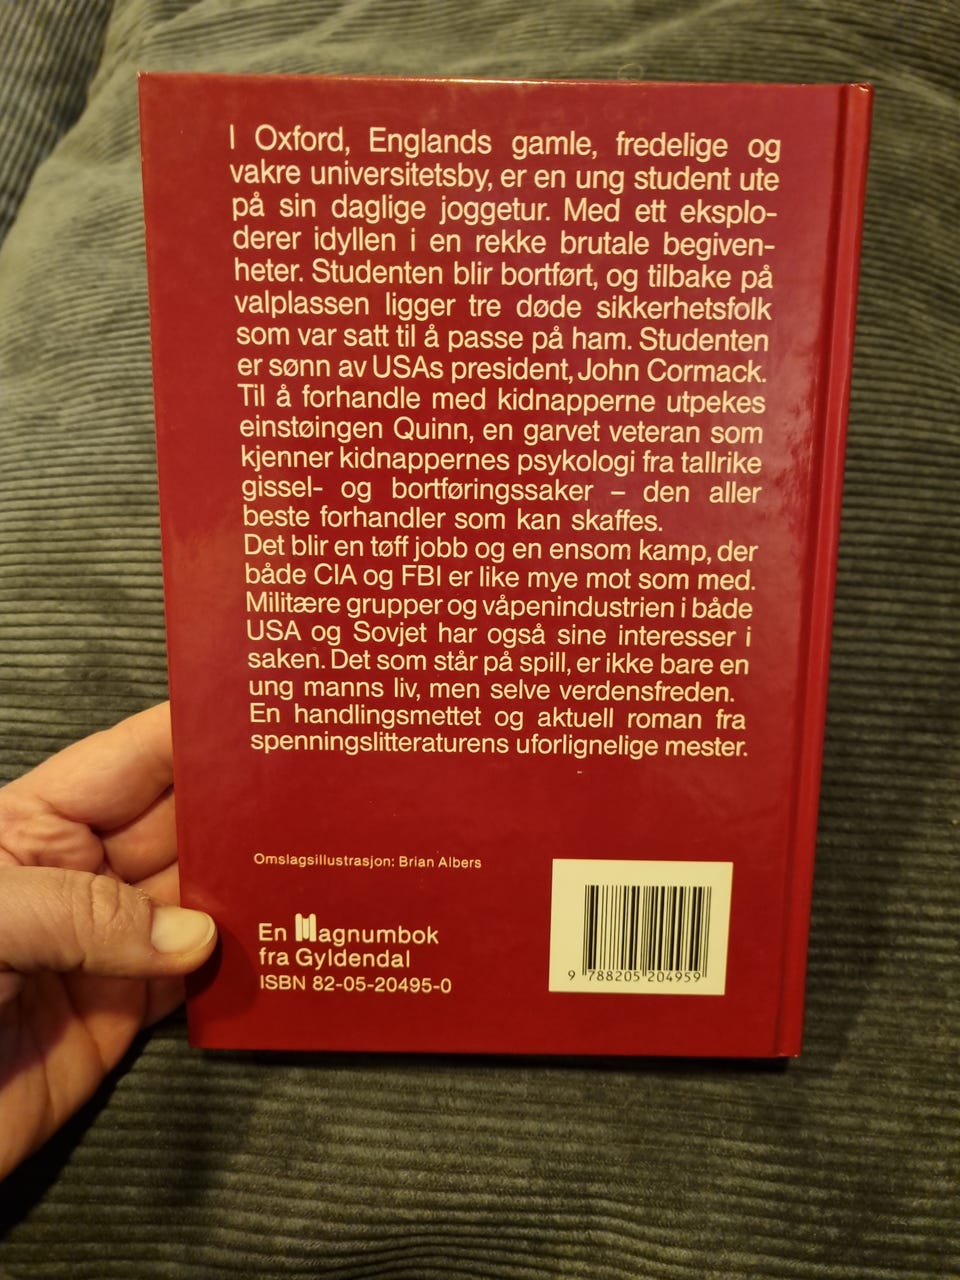 I Oxford, Englands gamle, fredelige og
vakre universitetsby, er en ung student ute
på sin daglige joggetur. Med ett eksplo-
derer idyllen i en rekke brutale begiven-
heter. Studenten blir bortført, og tilbake på
valplassen ligger tre døde sikkerhetsfolk
som var satt til å passe på ham. Studenten
er sønn av USAs president, John Cormack.
Til å forhandle med kidnapperne utpekes
einstøingen Quinn, en garvet veteran som
kjenner kidnappernes psykologi fra tallrike
gissel- og bortføringssaker – den aller
beste forhandler som kan skaffes.
Det blir en tøff jobb og en ensom kamp, der
både CIA og FBI er like mye mot som med.
Militære grupper og våpenindustrien i både
USA og Sovjet har også sine interesser i
saken. Det som står på spill, er ikke bare en
ung manns liv, men selve verdensfreden.
En handlingsmettet og aktuell roman fra
spenningslitteraturens uforlignelige mester.
Omslagsillustrasjon: Brian Albers
En Magnumbok
fra Gyldendal
ISBN 82-05-20495-0
9 788205 204959